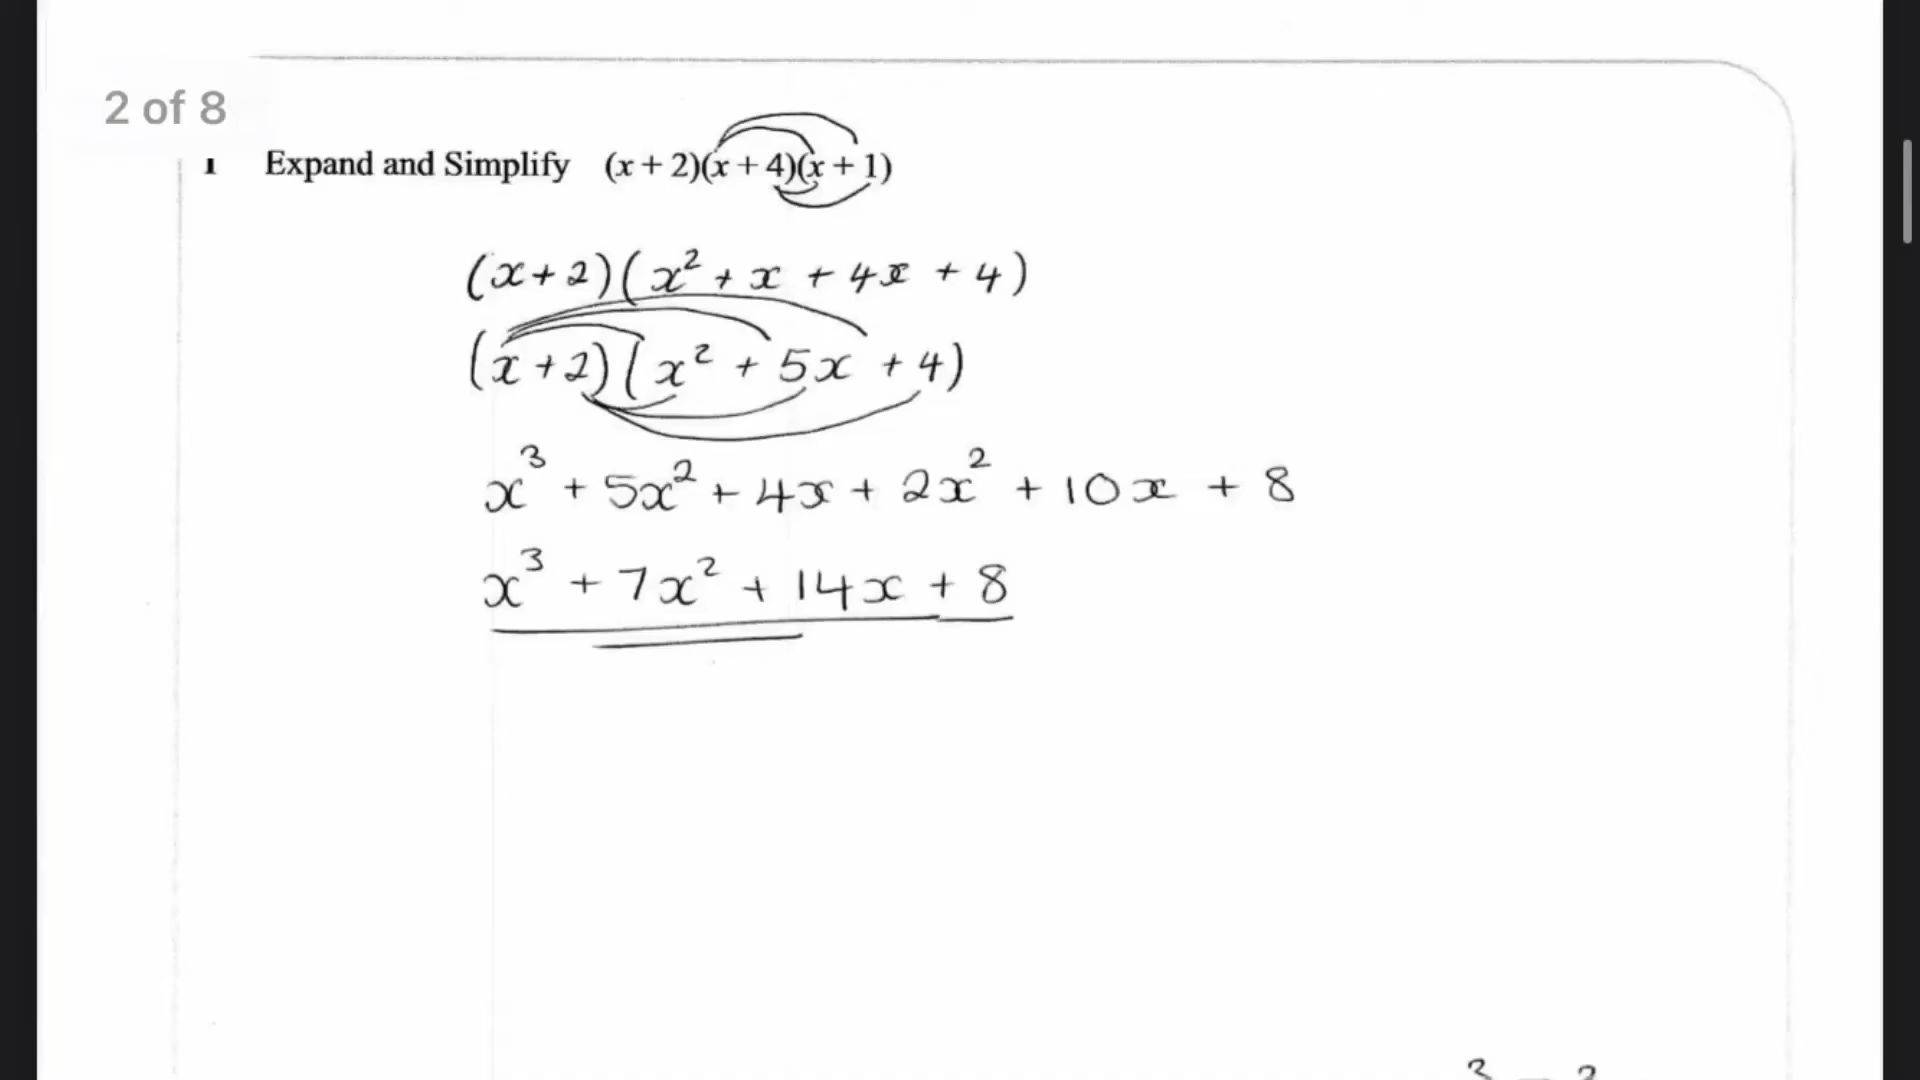 2 of 8
1 Expand and Simplify (x + 2)(x + 4)(x + 1)
(x+2)(x² + x + 4x + 4)
(x+2)(x² + 5x + 4)
x³ + 5x² + 4x + 2x² + 10x + 8
x³ + 7x² + 14x + 8